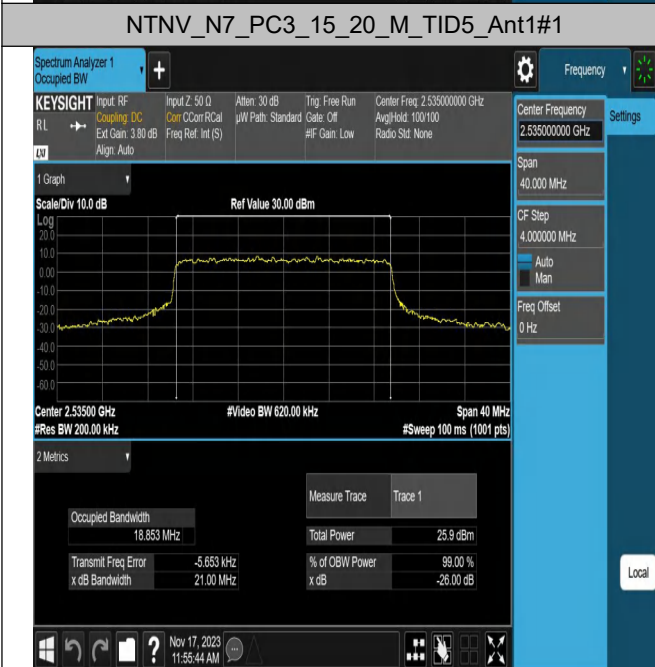 NTNV_N7_PC3_15_20_M_TID5_Ant1#1
Spectrum Analyzer 1
Occupied BW
+
Frequency
KEYSIGHT
RL
LXI
Input: RF
Coupling: DC
Ext Gain: 3.80 dB
Align: Auto
Input Z: 50 Ω
Corr CCorr RCal
Freq Ref: Int (S)
Atten: 30 dB
µW Path: Standard
Trig: Free Run
Gate: Off
#IF Gain: Low
Center Freq: 2.535000000 GHz
Avg|Hold: 100/100
Radio Std: None
Center Frequency
2.535000000 GHz
Settings
Span
40.000 MHz
CF Step
4.000000 MHz
Auto
Man
Freq Offset
0 Hz
1 Graph
Scale/Div 10.0 dB
Ref Value 30.00 dBm
Log
20.0
10.0
0.00
-10.0
-20.0
-30.0
-40.0
-50.0
-60.0
Center 2.53500 GHz
#Video BW 620.00 kHz
Span 40 MHz
#Res BW 200.00 kHz
#Sweep 100 ms (1001 pts)
2 Metrics
Measure Trace Trace 1
Occupied Bandwidth
18.853 MHz
Total Power 25.9 dBm
Transmit Freq Error -5.653 kHz
% of OBW Power 99.00 %
x dB Bandwidth 21.00 MHz
x dB -26.00 dB
Local
?
Nov 17, 2023
11:55:44 AM